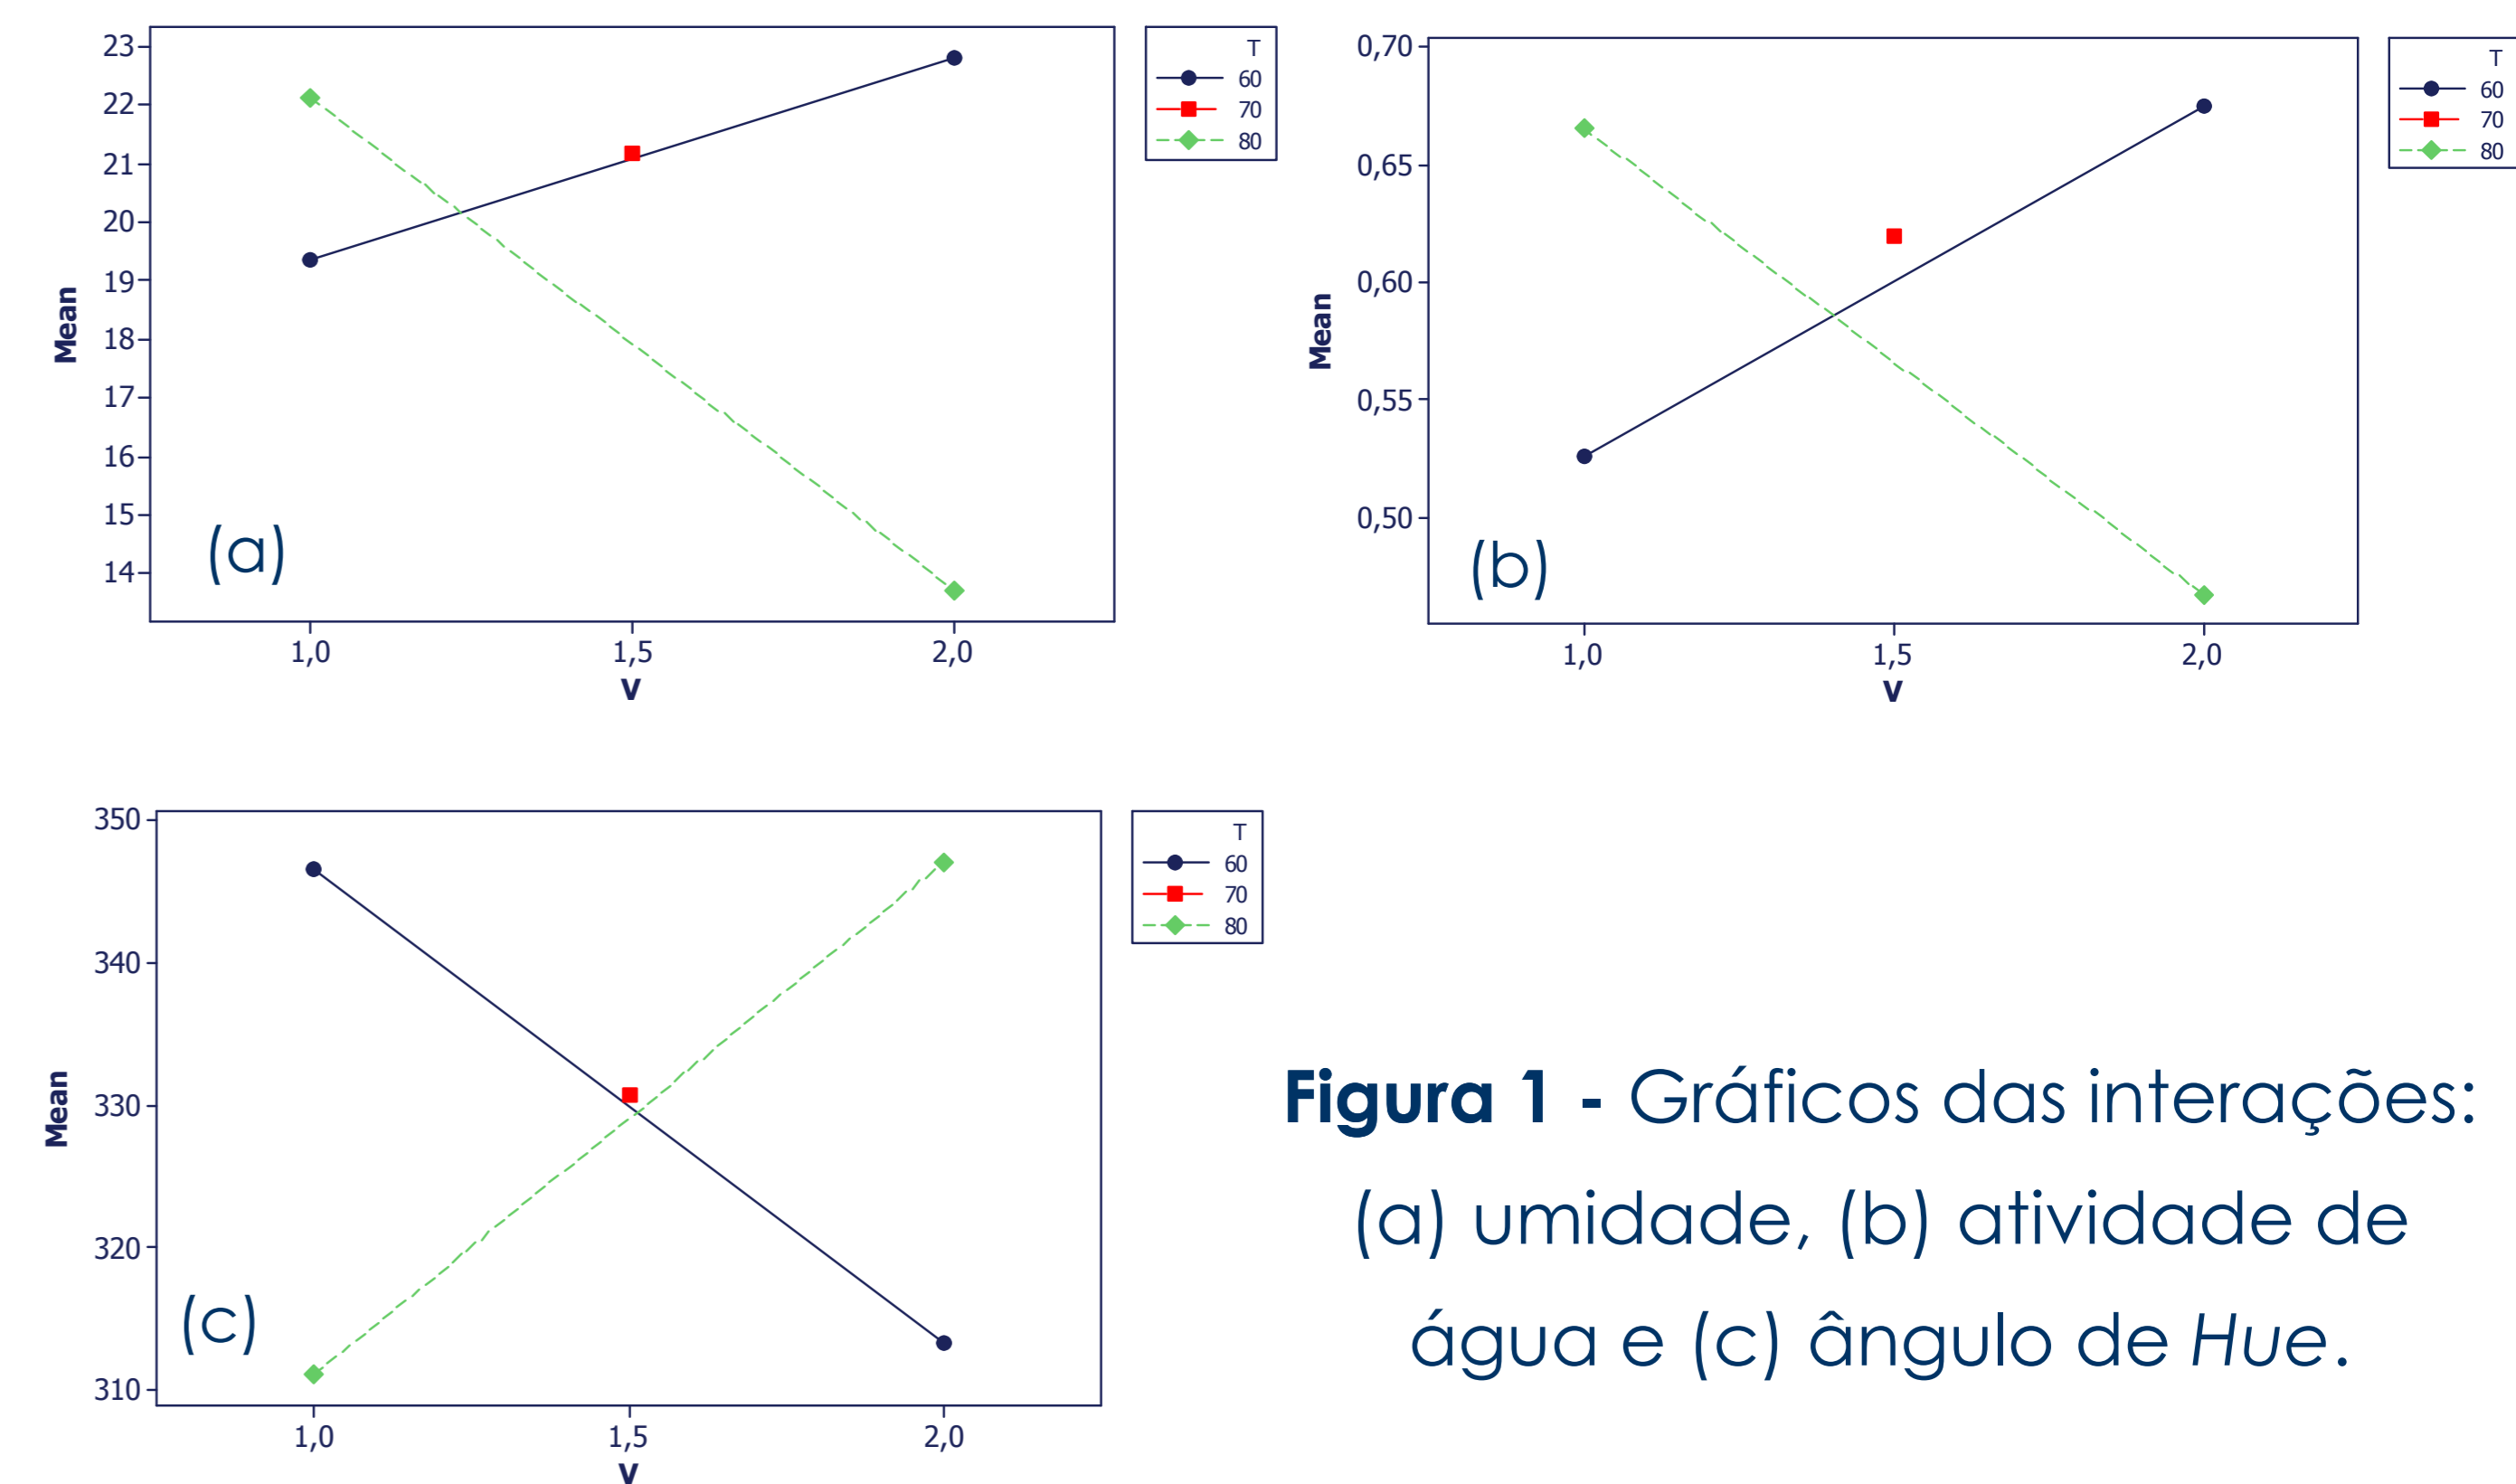 23
22
21
20
19
18
17
16
15
14
Mean
(a)
1,0 1,5 2,0
v
T
60
70
80
0,70
0,65
0,60
0,55
0,50
Mean
(b)
1,0 1,5 2,0
v
T
60
70
80
350
340
330
320
310
Mean
(c)
1,0 1,5 2,0
v
T
60
70
80
Figura 1 - Gráficos das interações:
(a) umidade, (b) atividade de
água e (c) ângulo de Hue.